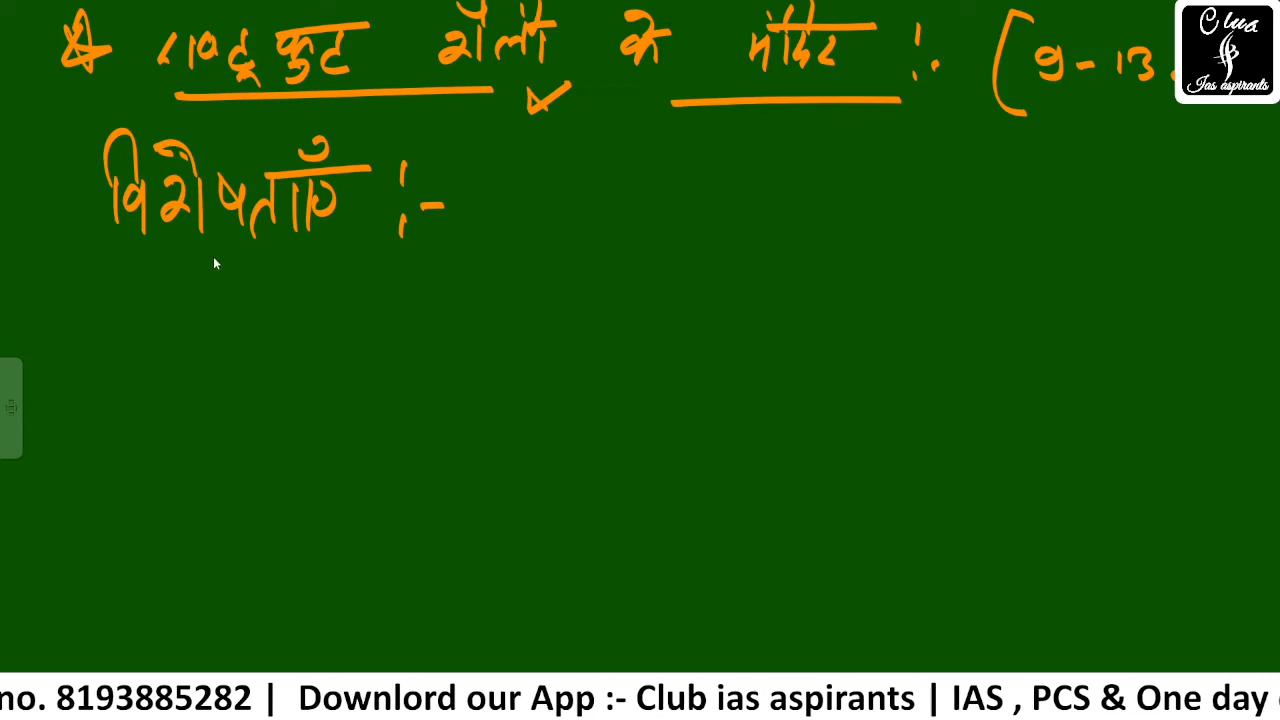 ☆ राष्ट्रकुट शैली के मंदिर :- [9-13
Club
Ias aspirants
विशेषताएँ :-
no. 8193885282 | Downlord our App :- Club ias aspirants | IAS , PCS & One day